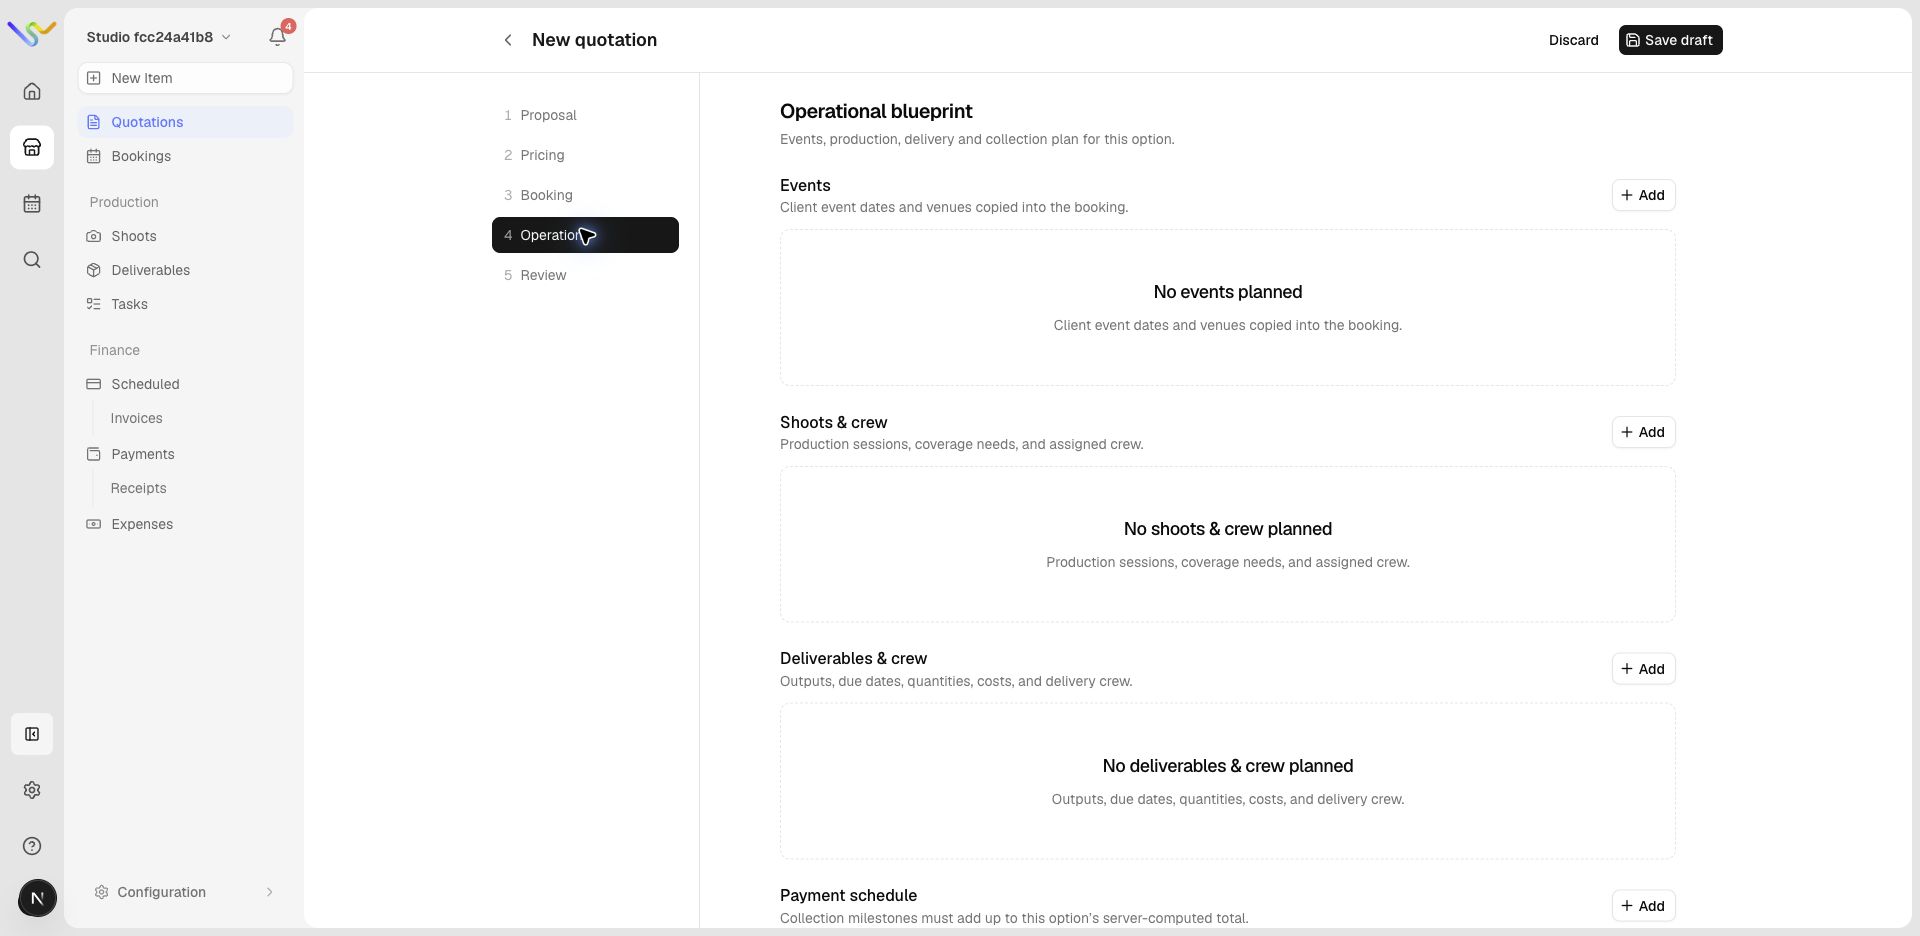 Studio fcc24a41b8
4
New Item
Quotations
Bookings
Production
Shoots
Deliverables
Tasks
Finance
Scheduled
Invoices
Payments
Receipts
Expenses
Configuration
N
New quotation
Discard
Save draft
1 Proposal
2 Pricing
3 Booking
4 Operation
5 Review
Operational blueprint
Events, production, delivery and collection plan for this option.
Events
Client event dates and venues copied into the booking.
Add
No events planned
Client event dates and venues copied into the booking.
Shoots & crew
Production sessions, coverage needs, and assigned crew.
Add
No shoots & crew planned
Production sessions, coverage needs, and assigned crew.
Deliverables & crew
Outputs, due dates, quantities, costs, and delivery crew.
Add
No deliverables & crew planned
Outputs, due dates, quantities, costs, and delivery crew.
Payment schedule
Collection milestones must add up to this option's server-computed total.
Add